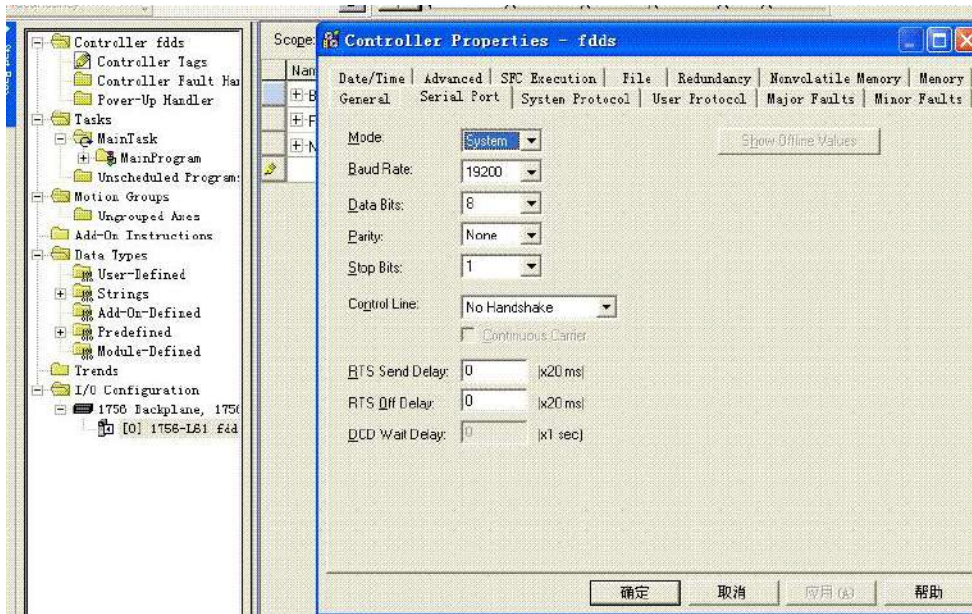 Controller fdds
Controller Tags
Controller Fault Ha
Power-Up Handler
Tasks
MainTask
MainProgram
Unscheduled Program
Motion Groups
Ungrouped Axes
Add-On Instructions
Data Types
User-Defined
Strings
Add-On-Defined
Predefined
Module-Defined
Trends
I/O Configuration
1756 Backplane, 175
[0] 1756-L61 fdd
Scope:
Nam
B
F
N
Controller Properties - fdds
Date/Time Advanced SFC Execution File Redundancy Nonvolatile Memory Memory
General Serial Port System Protocol User Protocol Major Faults Minor Faults
Mode: System
Show Offline Values
Baud Rate: 19200
Data Bits: 8
Parity: None
Stop Bits: 1
Control Line: No Handshake
Continuous Carrier
RTS Send Delay: 0 (x20 ms)
RTS Off Delay: 0 (x20 ms)
DCD Wait Delay: 0 (x1 sec)
确定 取消 应用(A) 帮助